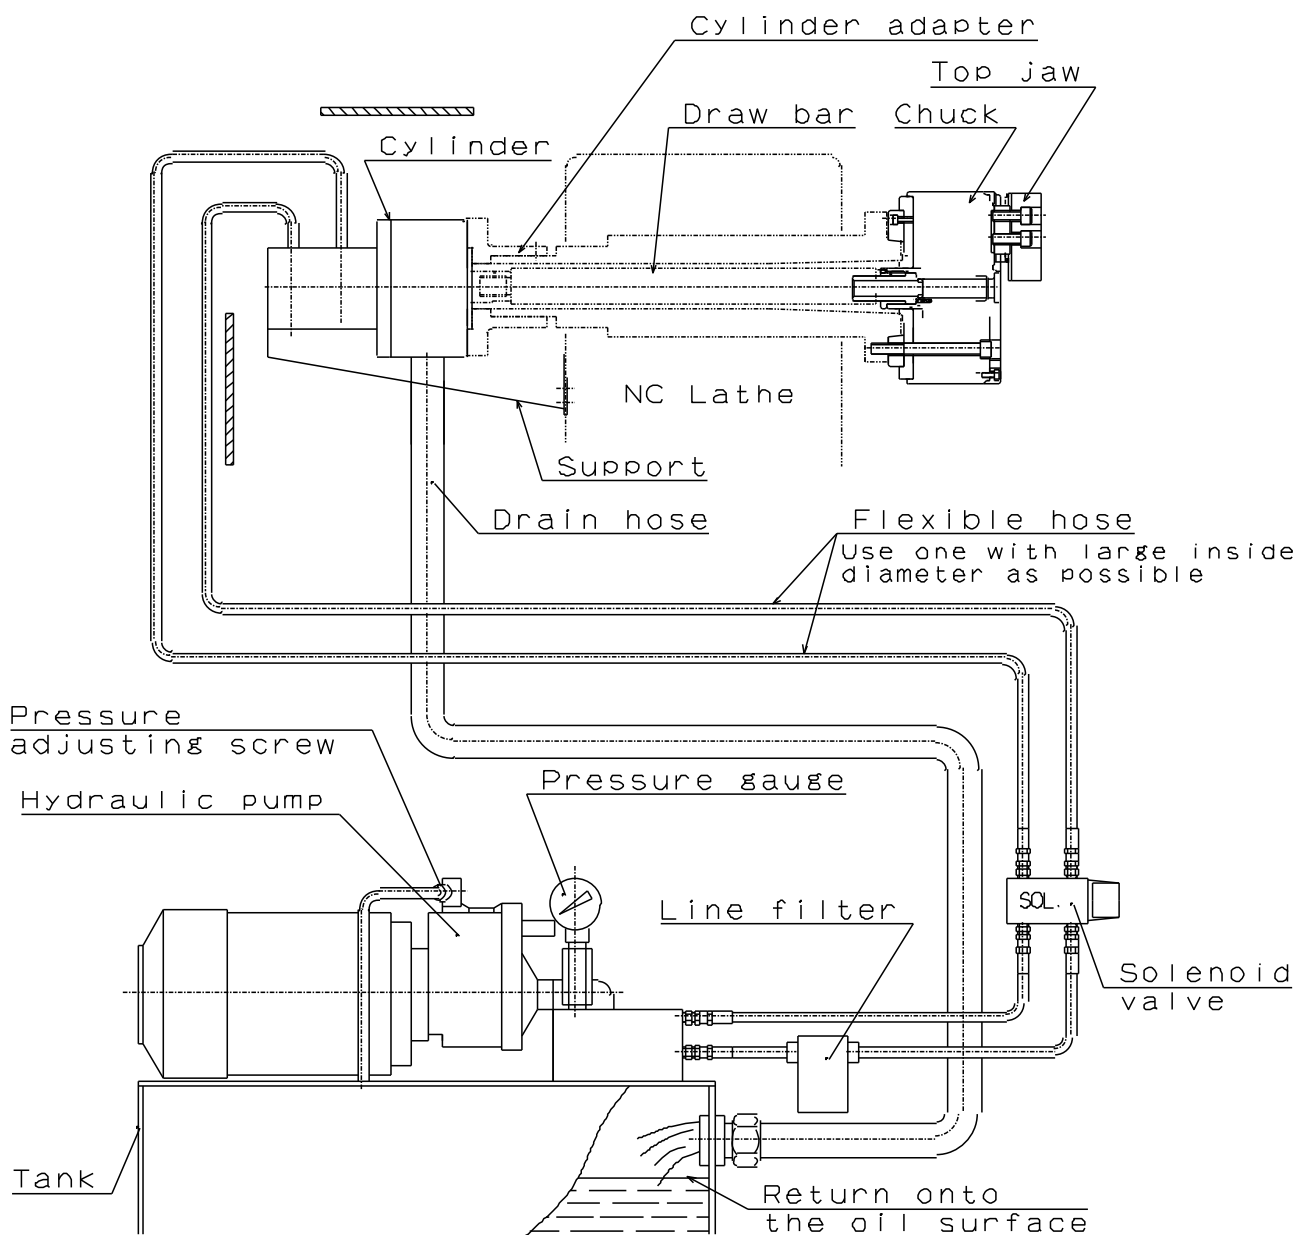 Cylinder adapter
Top jaw
Draw bar
Chuck
Cylinder
NC Lathe
Support
Drain hose
Flexible hose
Use one with large inside
diameter as possible
Pressure
adjusting screw
Pressure gauge
Hydraulic pump
SOL.
Line filter
Solenoid
valve
Tank
Return onto
the oil surface